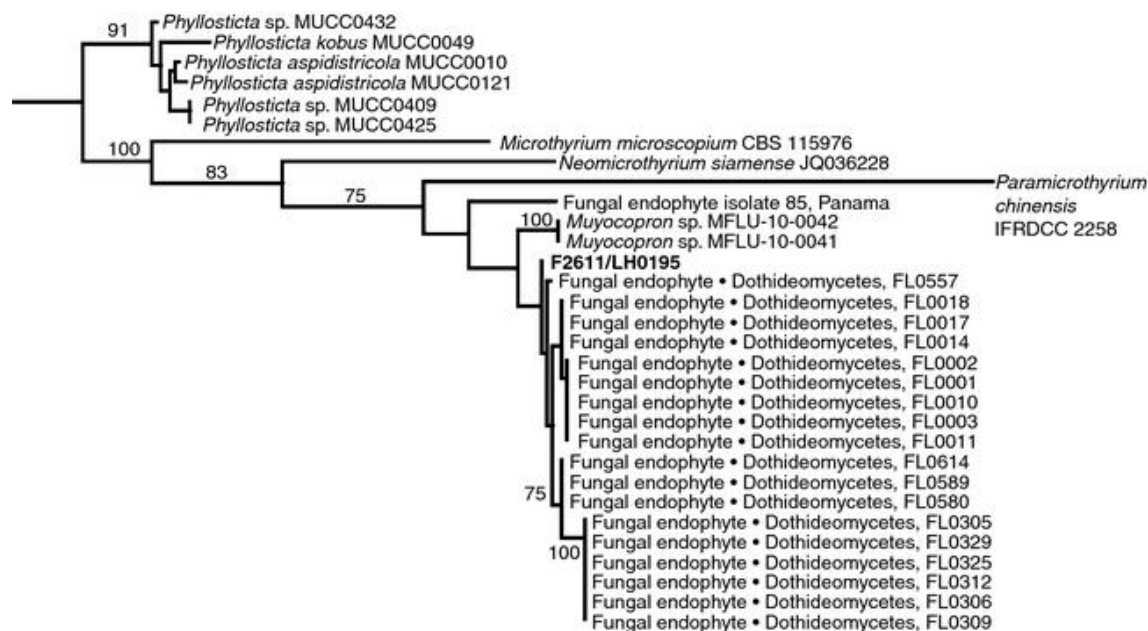 91
Phyllosticta sp. MUCC0432
Phyllosticta kobus MUCC0049
Phyllosticta aspidistricola MUCC0010
Phyllosticta aspidistricola MUCC0121
Phyllosticta sp. MUCC0409
Phyllosticta sp. MUCC0425
100
Microthyrium microscopium CBS 115976
83
Neomicrothyrium siamense JQ036228
75
Paramicrothyrium
chinensis
IFRDCC 2258
Fungal endophyte isolate 85, Panama
100
Muyocopron sp. MFLU-10-0042
Muyocopron sp. MFLU-10-0041
F2611/LH0195
Fungal endophyte • Dothideomycetes, FL0557
Fungal endophyte • Dothideomycetes, FL0018
Fungal endophyte • Dothideomycetes, FL0017
Fungal endophyte • Dothideomycetes, FL0014
Fungal endophyte • Dothideomycetes, FL0002
Fungal endophyte • Dothideomycetes, FL0001
Fungal endophyte • Dothideomycetes, FL0010
Fungal endophyte • Dothideomycetes, FL0003
Fungal endophyte • Dothideomycetes, FL0011
Fungal endophyte • Dothideomycetes, FL0614
75
Fungal endophyte • Dothideomycetes, FL0589
Fungal endophyte • Dothideomycetes, FL0580
Fungal endophyte • Dothideomycetes, FL0305
Fungal endophyte • Dothideomycetes, FL0329
100
Fungal endophyte • Dothideomycetes, FL0325
Fungal endophyte • Dothideomycetes, FL0312
Fungal endophyte • Dothideomycetes, FL0306
Fungal endophyte • Dothideomycetes, FL0309